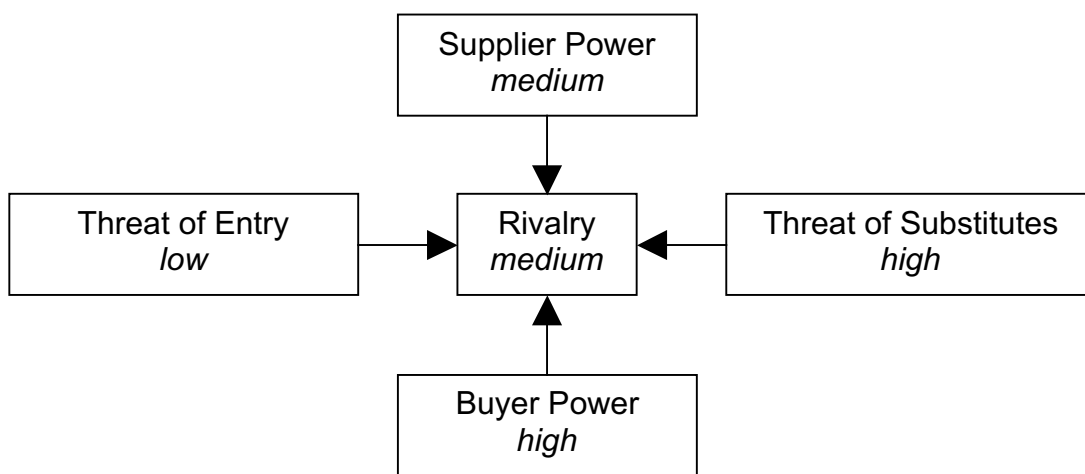 Supplier Power
medium
Threat of Entry
low
Rivalry
medium
Threat of Substitutes
high
Buyer Power
high